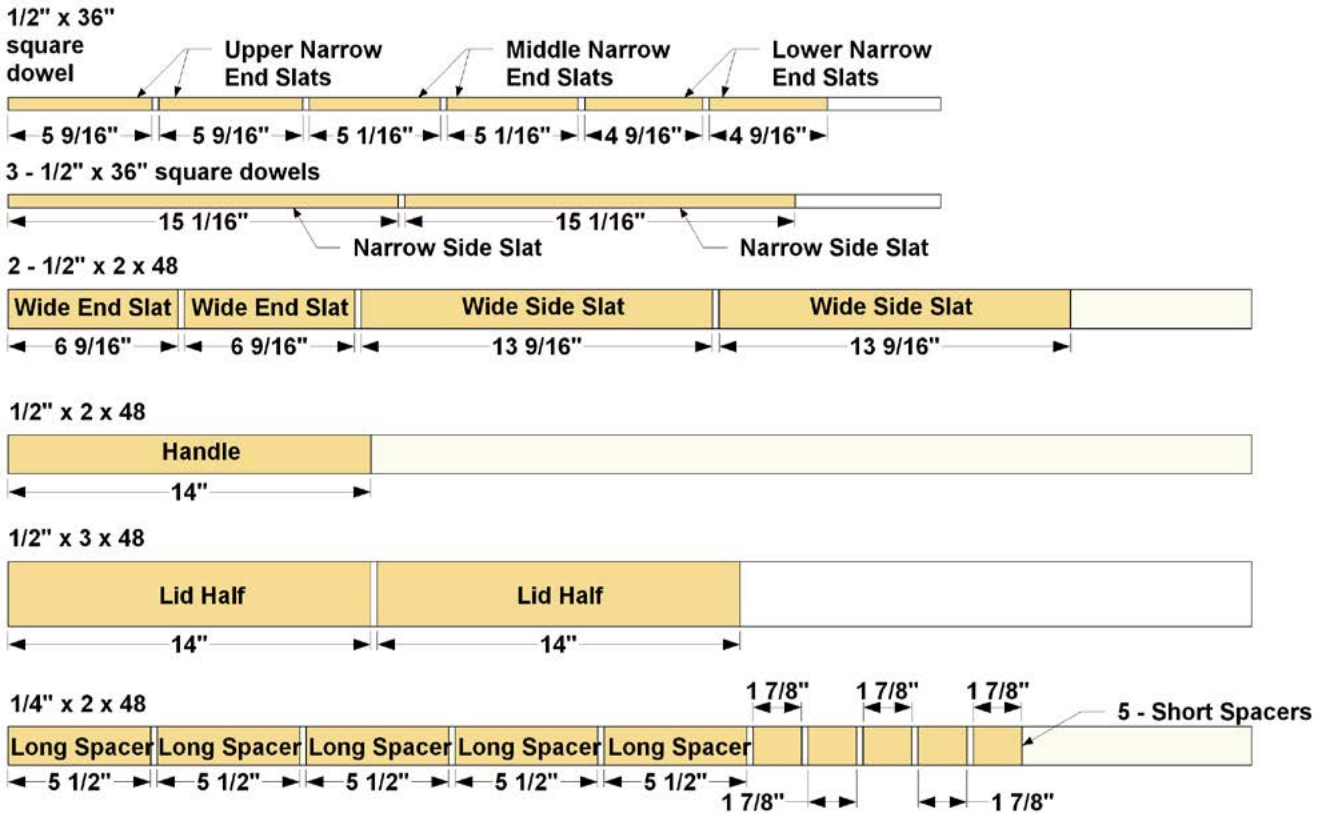 1/2" x 36"
square
dowel
Upper Narrow
End Slats
Middle Narrow
End Slats
Lower Narrow
End Slats
5 9/16" 5 9/16" 5 1/16" 5 1/16" 4 9/16" 4 9/16"
3 - 1/2" x 36" square dowels
15 1/16" 15 1/16"
Narrow Side Slat Narrow Side Slat
2 - 1/2" x 2 x 48
Wide End Slat Wide End Slat Wide Side Slat Wide Side Slat
6 9/16" 6 9/16" 13 9/16" 13 9/16"
1/2" x 2 x 48
Handle
14"
1/2" x 3 x 48
Lid Half Lid Half
14" 14"
1/4" x 2 x 48
1 7/8" 1 7/8" 1 7/8"
5 - Short Spacers
Long Spacer Long Spacer Long Spacer Long Spacer Long Spacer
5 1/2" 5 1/2" 5 1/2" 5 1/2" 5 1/2"
1 7/8" 1 7/8"